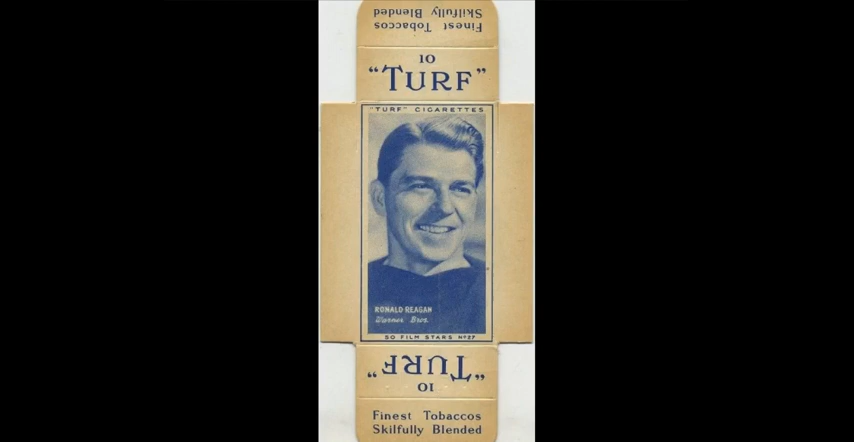 Finest Tobaccos
Skilfully Blended
10
"TURF"
"TURF" CIGARETTES
RONALD REAGAN
Warner Bros.
50 FILM STARS Nº27
"TURF"
10
Finest Tobaccos
Skilfully Blended